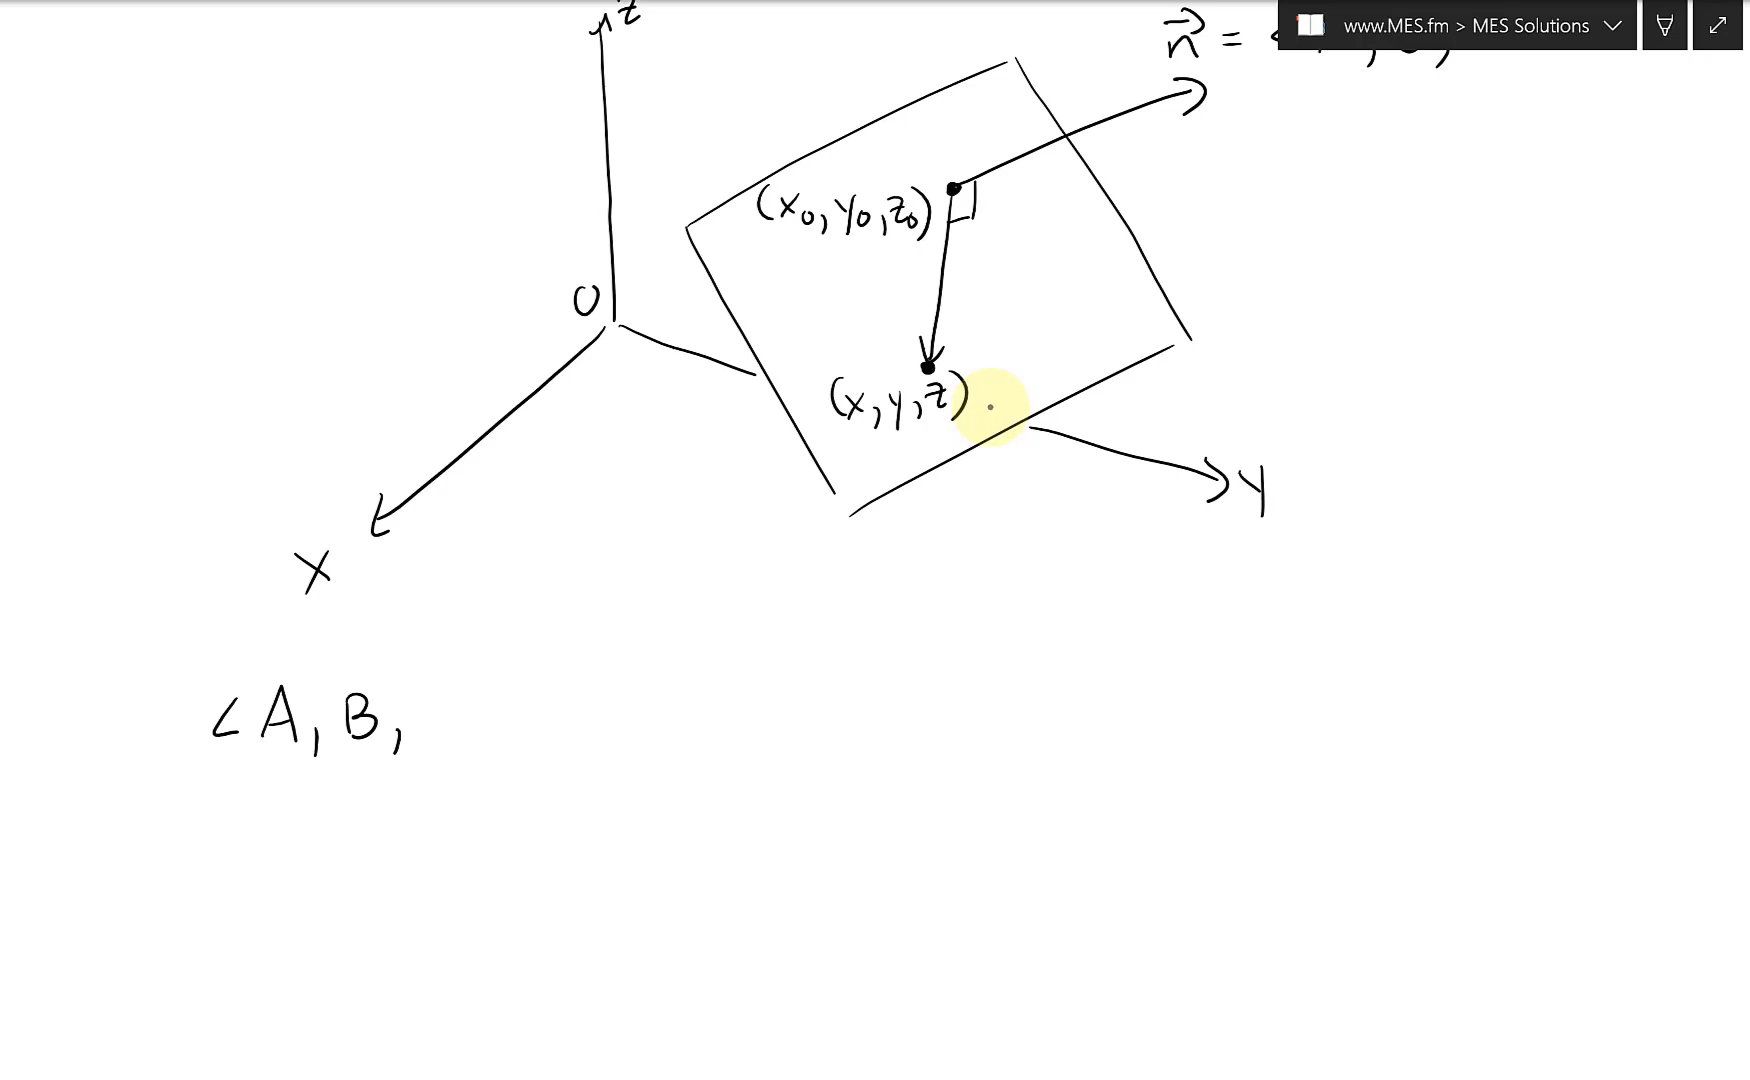 z
n⃗ =
www.MES.fm > MES Solutions
(x₀, y₀, z₀)
O
(x, y, z)
y
x
< A, B,